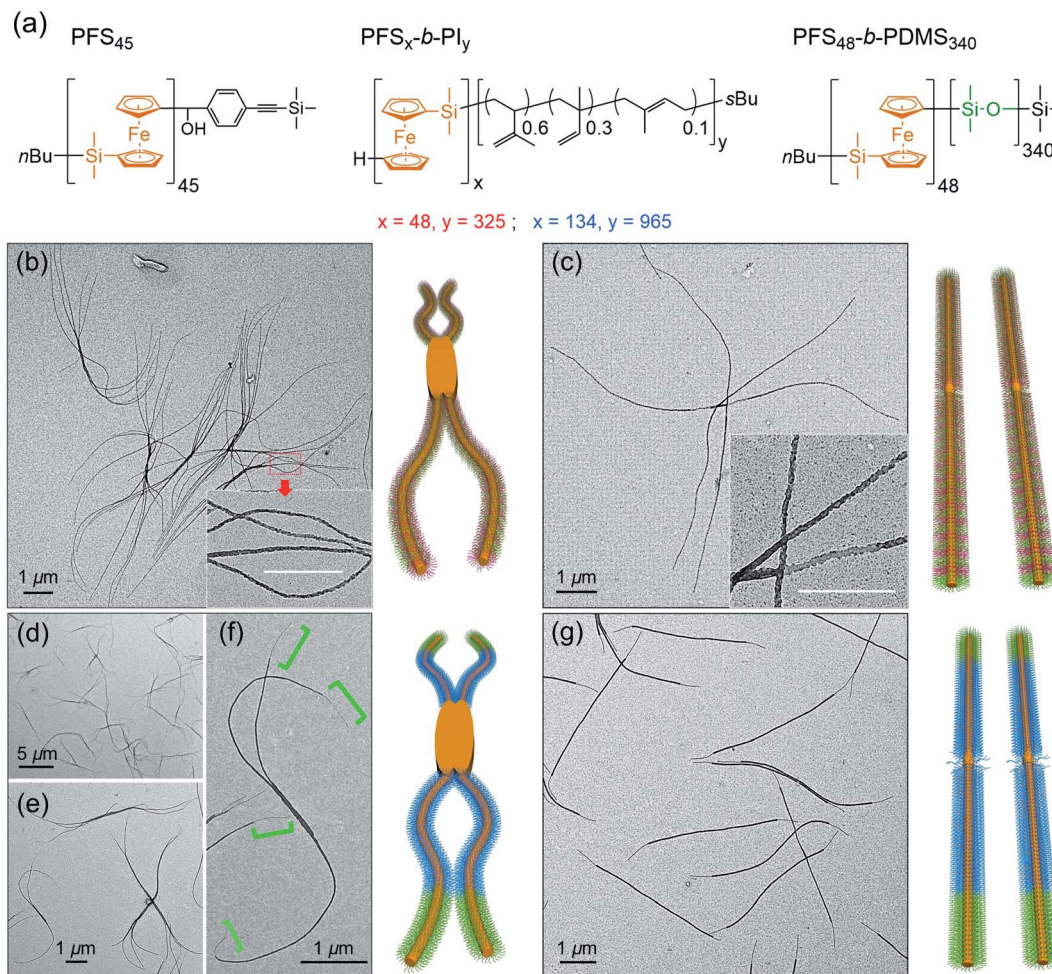 (a)
PFS45 PFSx-b-PIy PFS48-b-PDMS340
nBu Si Fe OH Si 45
H Fe Si 0.6 0.3 0.1 sBu y x
nBu Si Fe Si-O Si 340 48
x = 48, y = 325 ; x = 134, y = 965
(b)
1 µm
(c)
1 µm
(d)
5 µm
(e)
1 µm
(f)
1 µm
(g)
1 µm